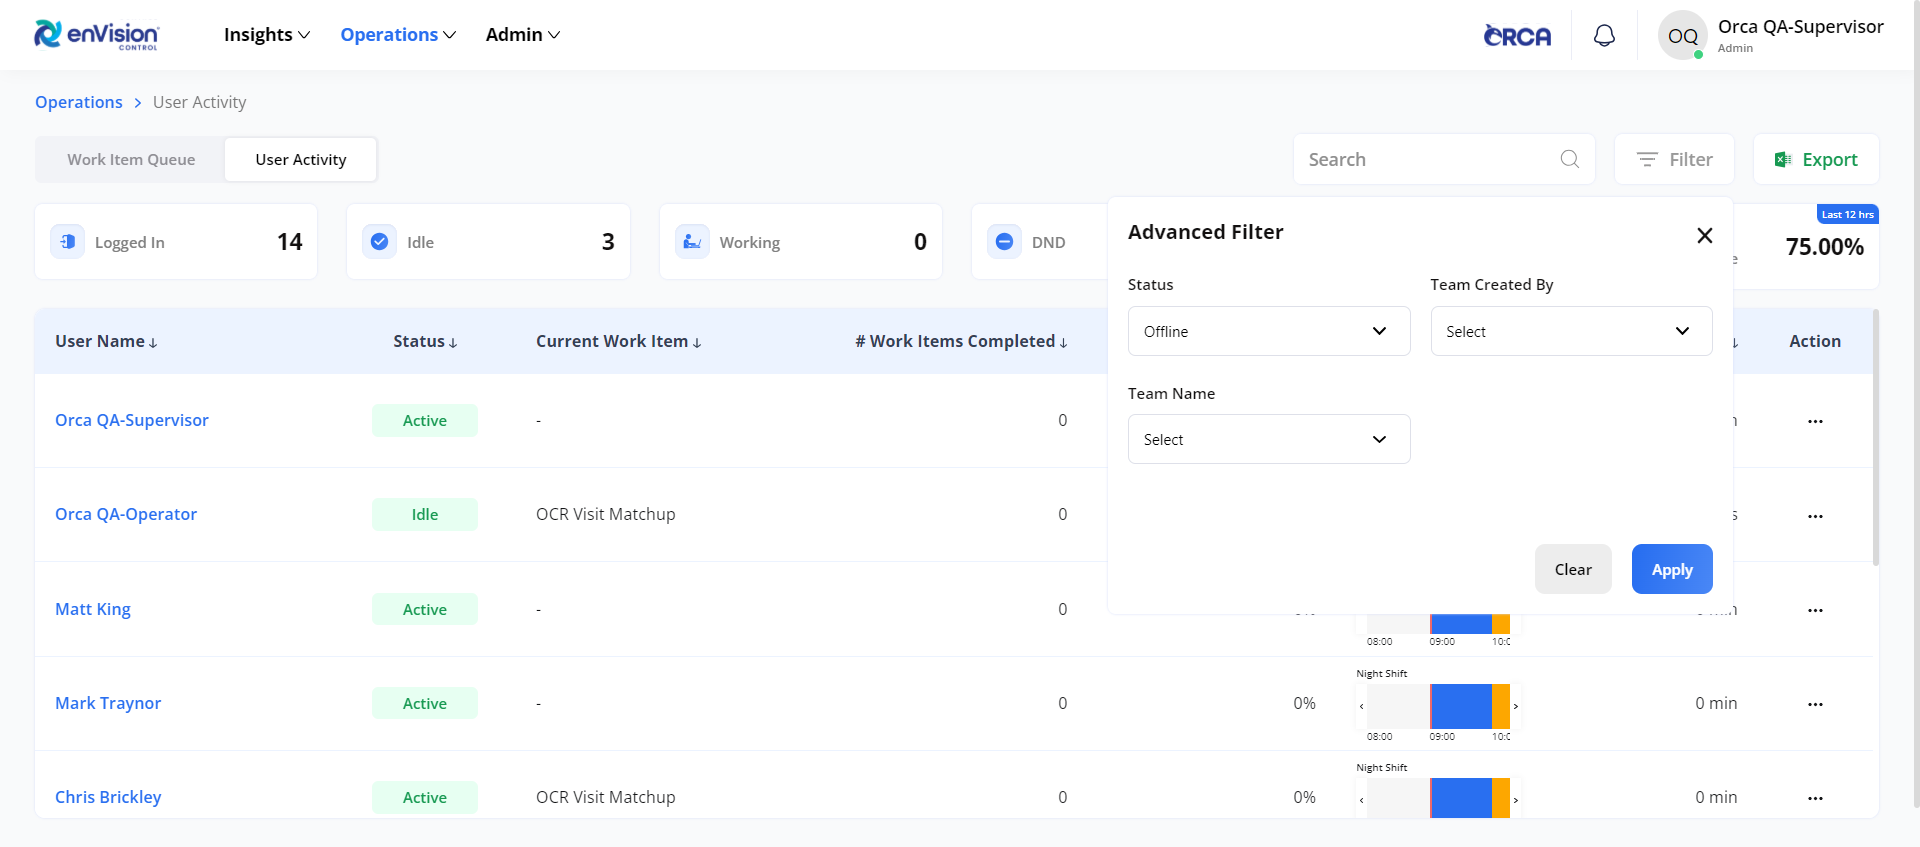 enVision
CONTROL
Insights
Operations
Admin
ORCA
OQ
Orca QA-Supervisor
Admin
Operations > User Activity
Work Item Queue
User Activity
Search
Filter
Export
Logged In 14
Idle 3
Working 0
DND
Last 12 hrs
75.00%
Advanced Filter
Status
Team Created By
Offline
Select
Team Name
Select
Clear
Apply
User Name
Status
Current Work Item
# Work Items Completed
Action
Orca QA-Supervisor Active - 0 ...
Orca QA-Operator Idle OCR Visit Matchup 0 ...
Matt King Active - 0 ...
08:00 09:00
Mark Traynor Active - 0 0% 0 min ...
Night Shift
08:00 09:00
Chris Brickley Active OCR Visit Matchup 0 0% 0 min ...
Night Shift